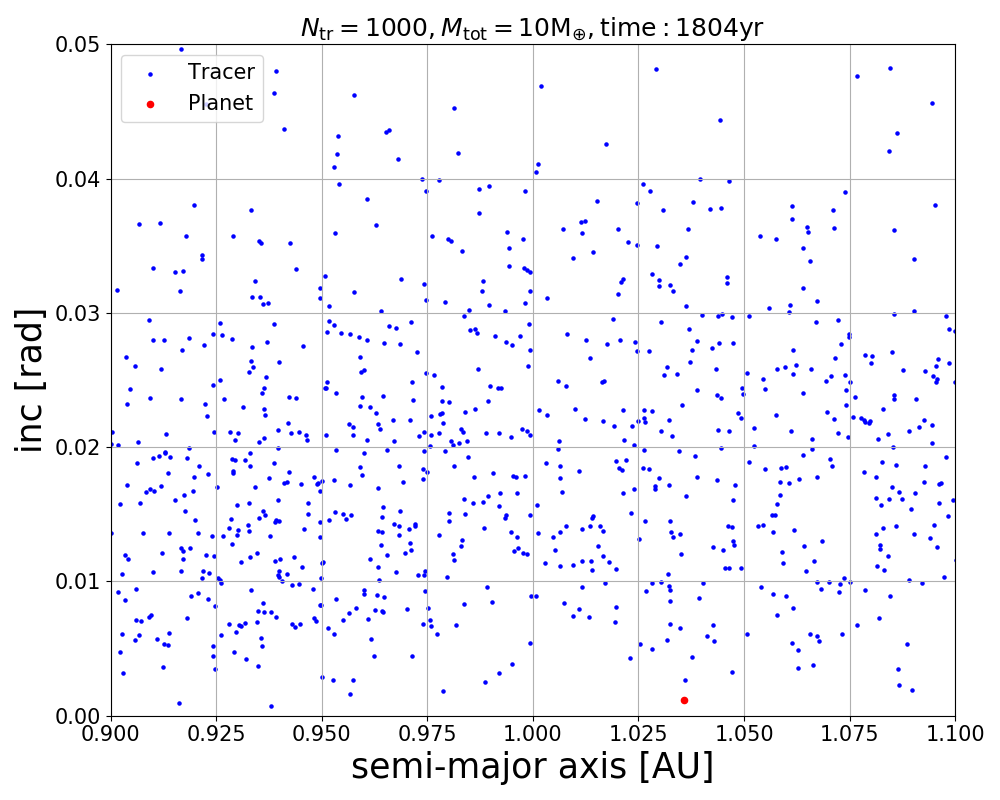 N_tr = 1000, M_tot = 10M_⊕, time : 1804yr
0.05
Tracer
Planet
0.04
0.03
0.02
0.01
0.00
inc [rad]
0.900 0.925 0.950 0.975 1.000 1.025 1.050 1.075 1.100
semi-major axis [AU]